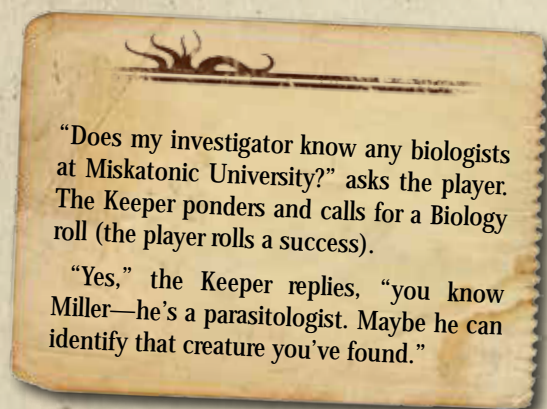 “Does my investigator know any biologists
at Miskatonic University?” asks the player.
The Keeper ponders and calls for a Biology
roll (the player rolls a success).
“Yes,” the Keeper replies, “you know
Miller—he’s a parasitologist. Maybe he can
identify that creature you’ve found.”